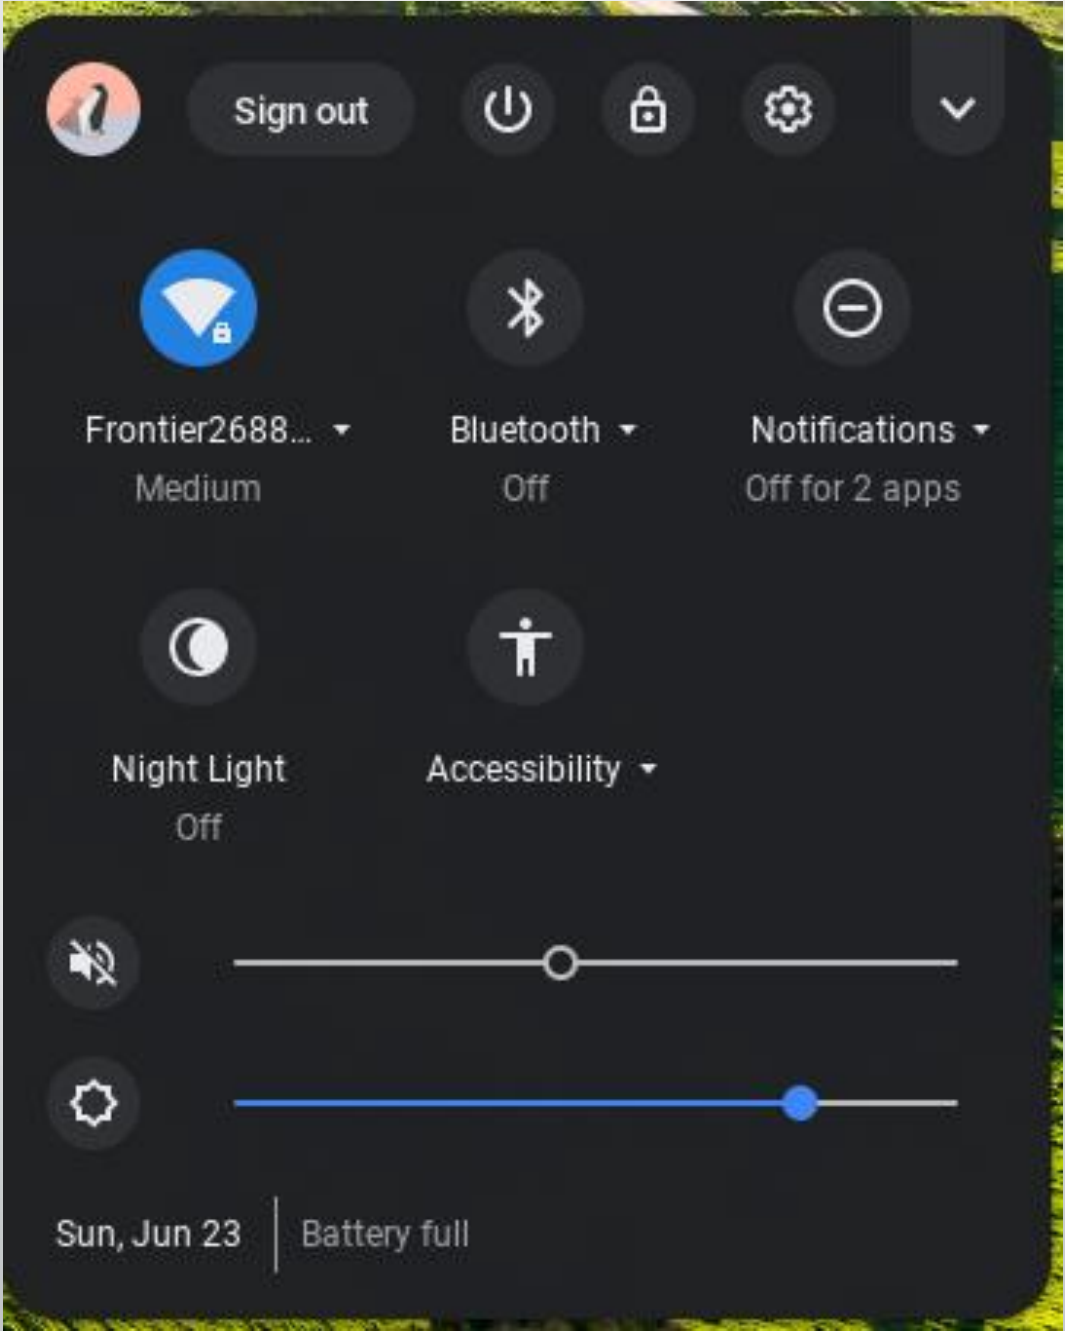 Sign out
Frontier2688... Bluetooth Notifications
Medium Off Off for 2 apps
Night Light Accessibility
Off
Sun, Jun 23 Battery full